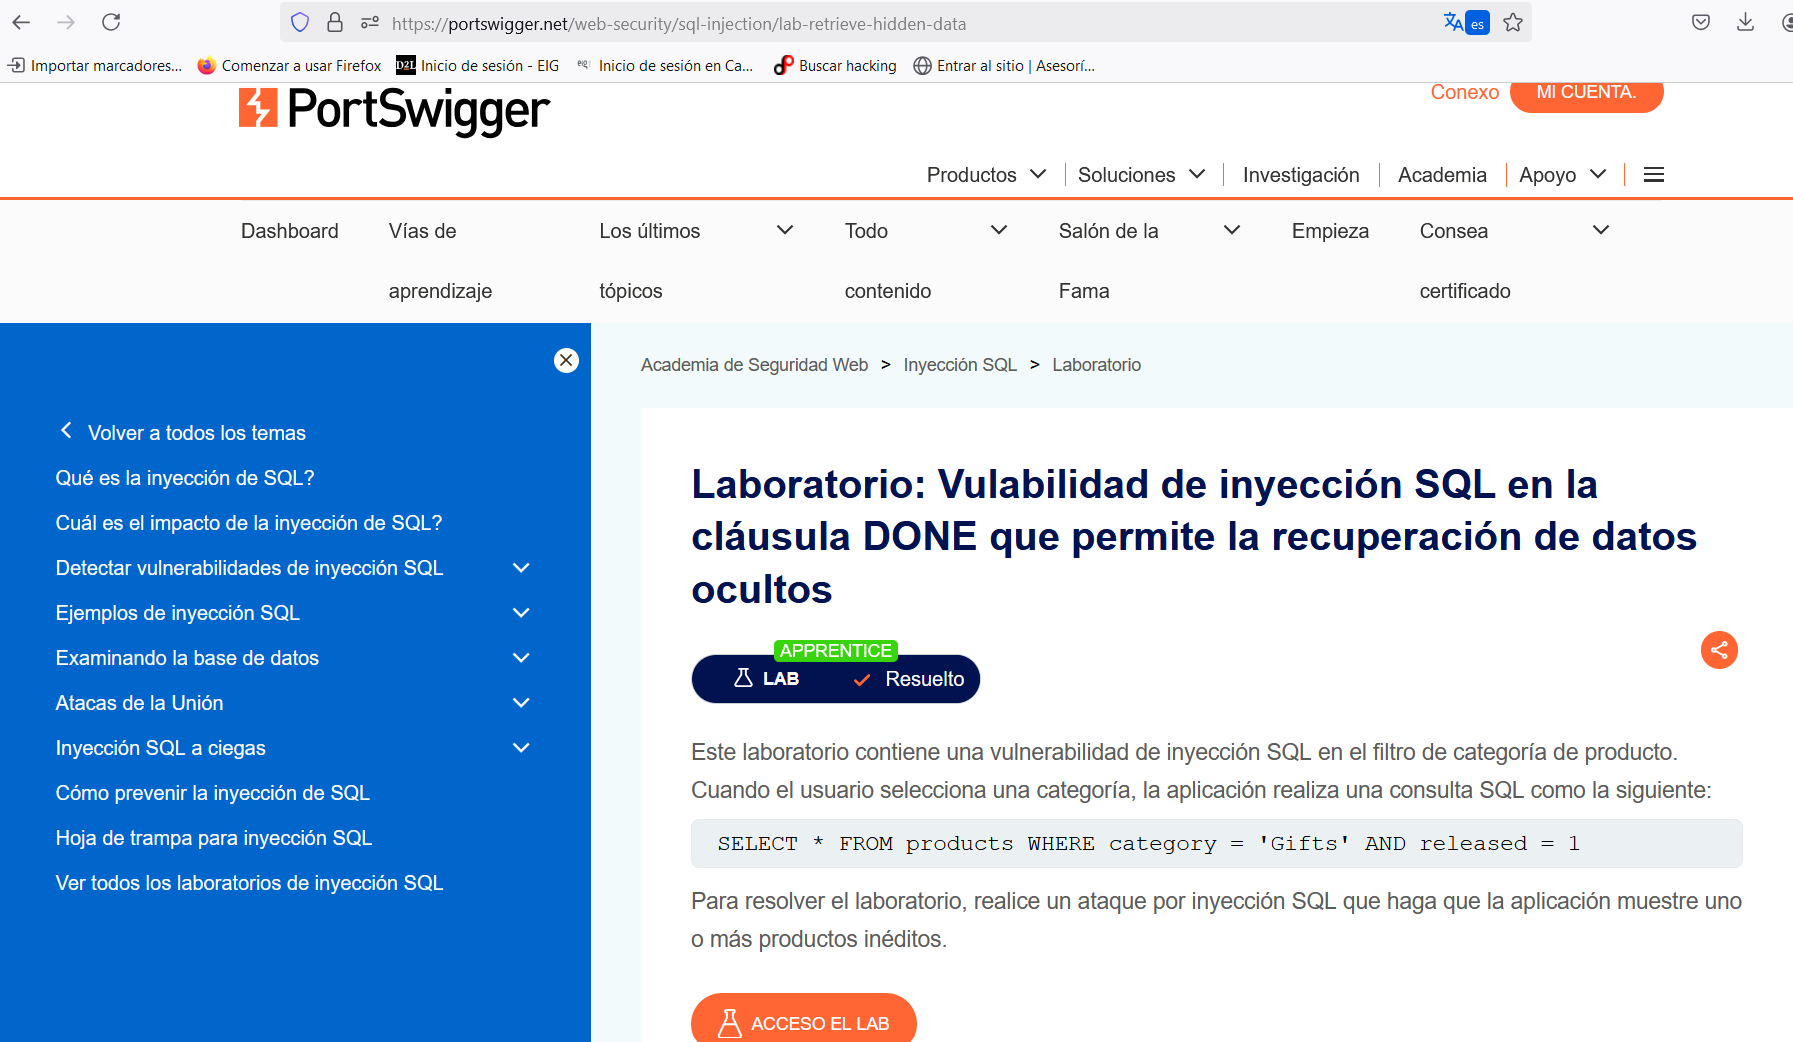 https://portswigger.net/web-security/sql-injection/lab-retrieve-hidden-data
es
Importar marcadores...
Comenzar a usar Firefox
D2L
Inicio de sesión - EIG
eig
Inicio de sesión en Ca...
Buscar hacking
Entrar al sitio | Asesorí...
PortSwigger
Conexo
MI CUENTA.
Productos
Soluciones
Investigación
Academia
Apoyo
Dashboard
Vías de
aprendizaje
Los últimos
tópicos
Todo
contenido
Salón de la
Fama
Empieza
Consea
certificado
Volver a todos los temas
Qué es la inyección de SQL?
Cuál es el impacto de la inyección de SQL?
Detectar vulnerabilidades de inyección SQL
Ejemplos de inyección SQL
Examinando la base de datos
Atacas de la Unión
Inyección SQL a ciegas
Cómo prevenir la inyección de SQL
Hoja de trampa para inyección SQL
Ver todos los laboratorios de inyección SQL
Academia de Seguridad Web > Inyección SQL > Laboratorio
Laboratorio: Vulabilidad de inyección SQL en la
cláusula DONE que permite la recuperación de datos
ocultos
APPRENTICE
LAB
Resuelto
Este laboratorio contiene una vulnerabilidad de inyección SQL en el filtro de categoría de producto.
Cuando el usuario selecciona una categoría, la aplicación realiza una consulta SQL como la siguiente:
SELECT * FROM products WHERE category = 'Gifts' AND released = 1
Para resolver el laboratorio, realice un ataque por inyección SQL que haga que la aplicación muestre uno
o más productos inéditos.
ACCESO EL LAB